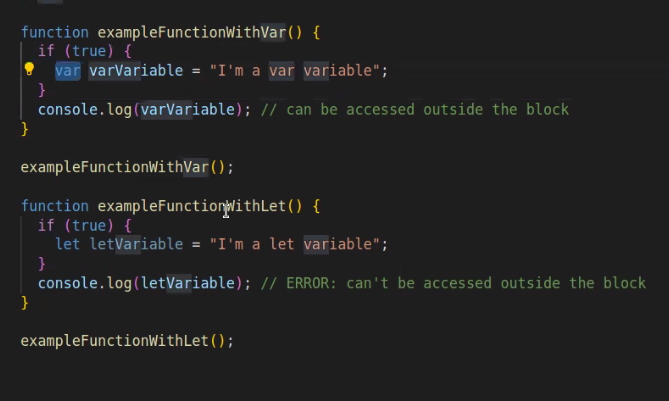 function exampleFunctionWithVar() {
if (true) {
var varVariable = "I'm a var variable";
}
console.log(varVariable); // can be accessed outside the block
}
exampleFunctionWithVar();
function exampleFunctionWithLet() {
if (true) {
let letVariable = "I'm a let variable";
}
console.log(letVariable); // ERROR: can't be accessed outside the block
}
exampleFunctionWithLet();